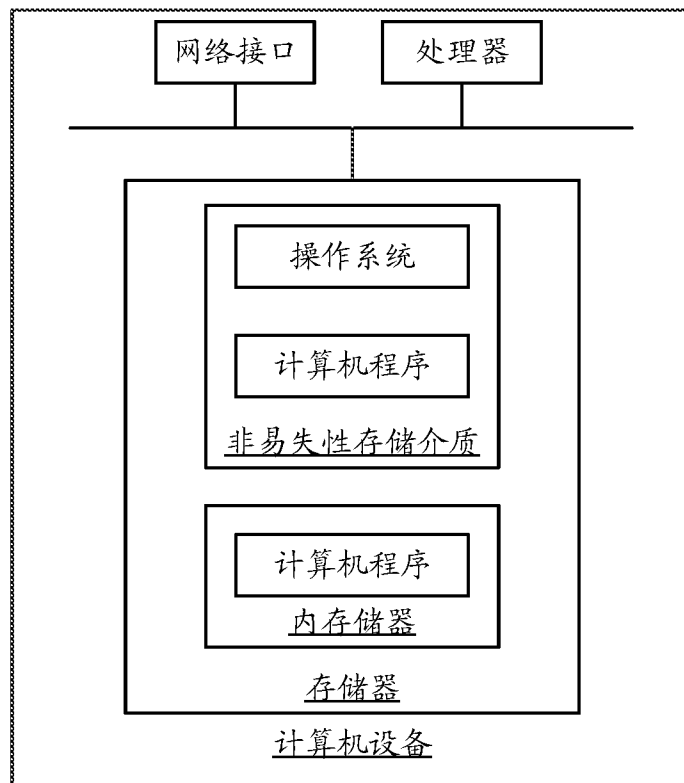 网络接口
处理器
操作系统
计算机程序
非易失性存储介质
计算机程序
内存储器
存储器
计算机设备